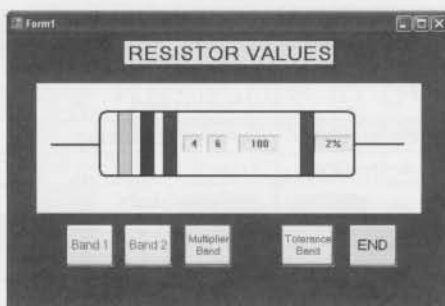 Form1
RESISTOR VALUES
4 6 100 2%
Band 1 Band 2 Multiplier Band Tolerance Band END